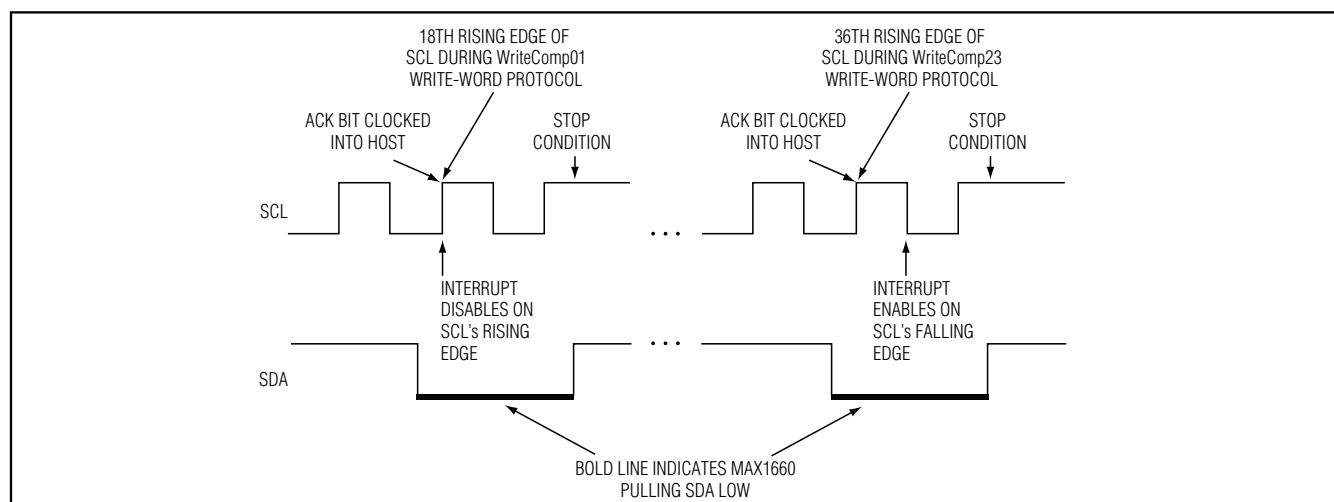 18TH RISING EDGE OF
SCL DURING WriteComp01
WRITE-WORD PROTOCOL
36TH RISING EDGE OF
SCL DURING WriteComp23
WRITE-WORD PROTOCOL
ACK BIT CLOCKED
INTO HOST
STOP
CONDITION
ACK BIT CLOCKED
INTO HOST
STOP
CONDITION
SCL
• • •
INTERRUPT
DISABLES ON
SCL's RISING
EDGE
INTERRUPT
ENABLES ON
SCL's FALLING
EDGE
• • •
SDA
BOLD LINE INDICATES MAX1660
PULLING SDA LOW